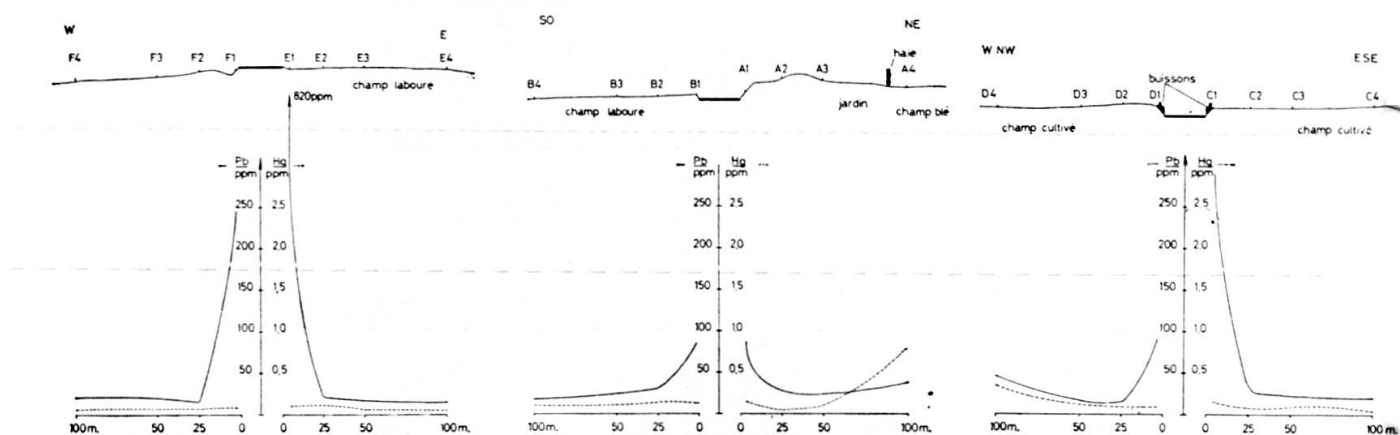 W E
F4 F3 F2 F1 E1 E2 E3 E4
champ laboure
820ppm
Pb Hg
ppm ppm
250 2,5
200 2,0
150 1,5
100 1,0
50 0,5
100m. 50 25 0 0 25 50 100m.
SO NE
haie
B4 B3 B2 B1 A1 A2 A3 A4
champ laboure jardin champ blé
Pb Hg
ppm ppm
250 2,5
200 2,0
150 1,5
100 1,0
50 0,5
100m. 50 25 0 0 25 50 100m.
W NW ESE
buissons
D4 D3 D2 D1 C1 C2 C3 C4
champ cultivé champ cultivé
Pb Hg
ppm ppm
250 2,5
200 2,0
150 1,5
100 1,0
50 0,5
100m. 50 25 0 0 25 50 100m.